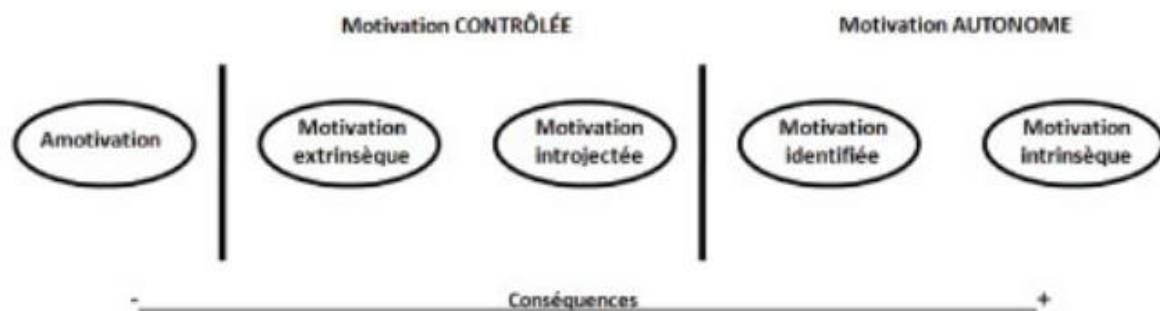 Motivation CONTRÔLÉE
Motivation AUTONOME
Amotivation
Motivation
extrinsèque
Motivation
introjectée
Motivation
identifiée
Motivation
intrinsèque
- Conséquences +